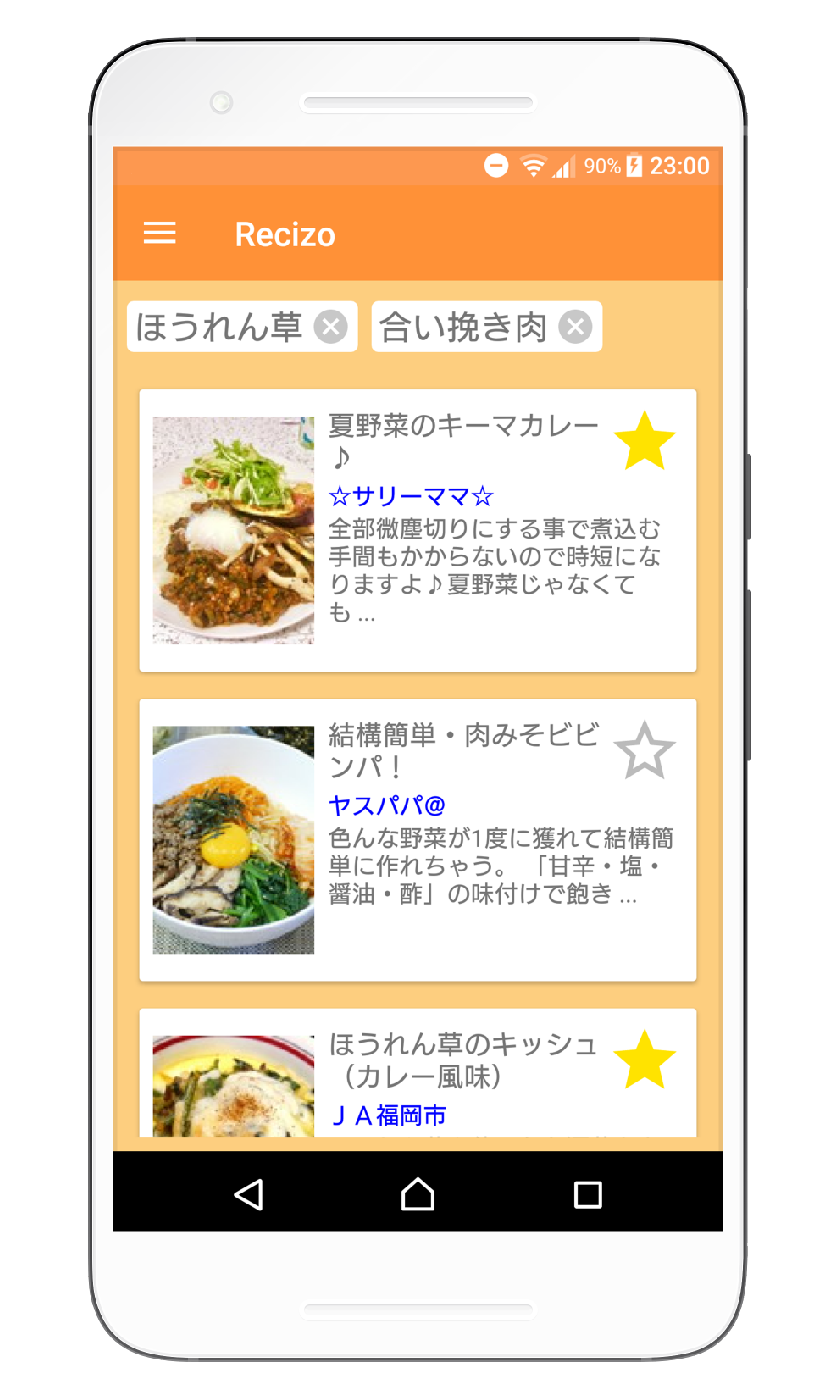 90% 23:00
Recizo
ほうれん草 合い挽き肉
夏野菜のキーマカレー
♪
☆サリーママ☆
全部微塵切りにする事で煮込む
手間もかからないので時短にな
りますよ♪夏野菜じゃなくて
も ...
結構簡単・肉みそビビ
ンパ！
ヤスパパ@
色んな野菜が1度に獲れて結構簡
単に作れちゃう。 「甘辛・塩・
醤油・酢」の味付けで飽き ...
ほうれん草のキッシュ
（カレー風味）
ＪＡ福岡市